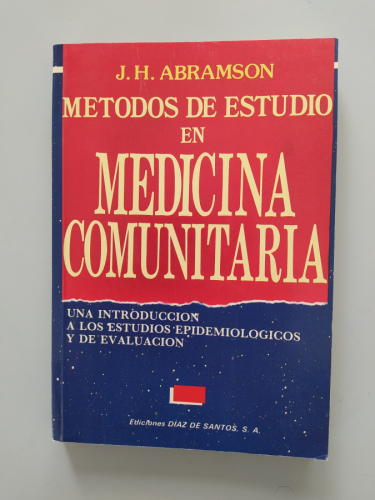 J. H. ABRAMSON
METODOS DE ESTUDIO
EN
MEDICINA
COMUNITARIA
UNA INTRODUCCION
A LOS ESTUDIOS EPIDEMIOLOGICOS
Y DE EVALUACION
Ediciones DÍAZ DE SANTOS, S. A.